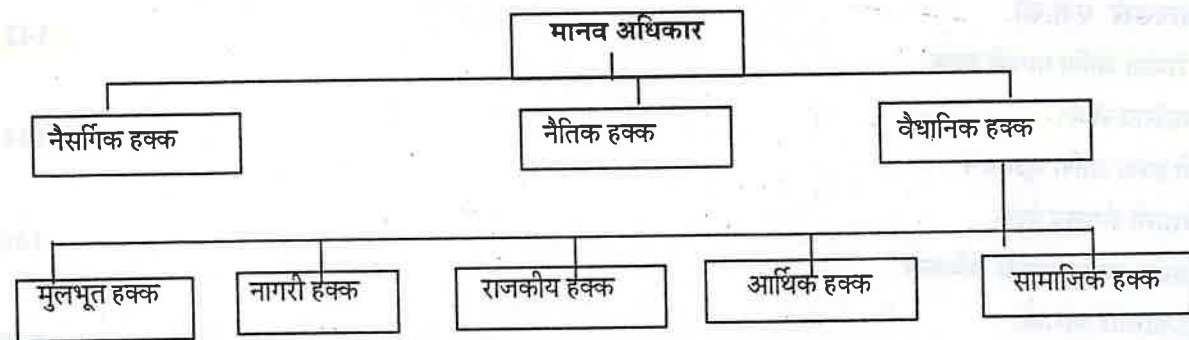 मानव अधिकार
नैसर्गिक हक्क
नैतिक हक्क
वैधानिक हक्क
मुलभूत हक्क
नागरी हक्क
राजकीय हक्क
आर्थिक हक्क
सामाजिक हक्क